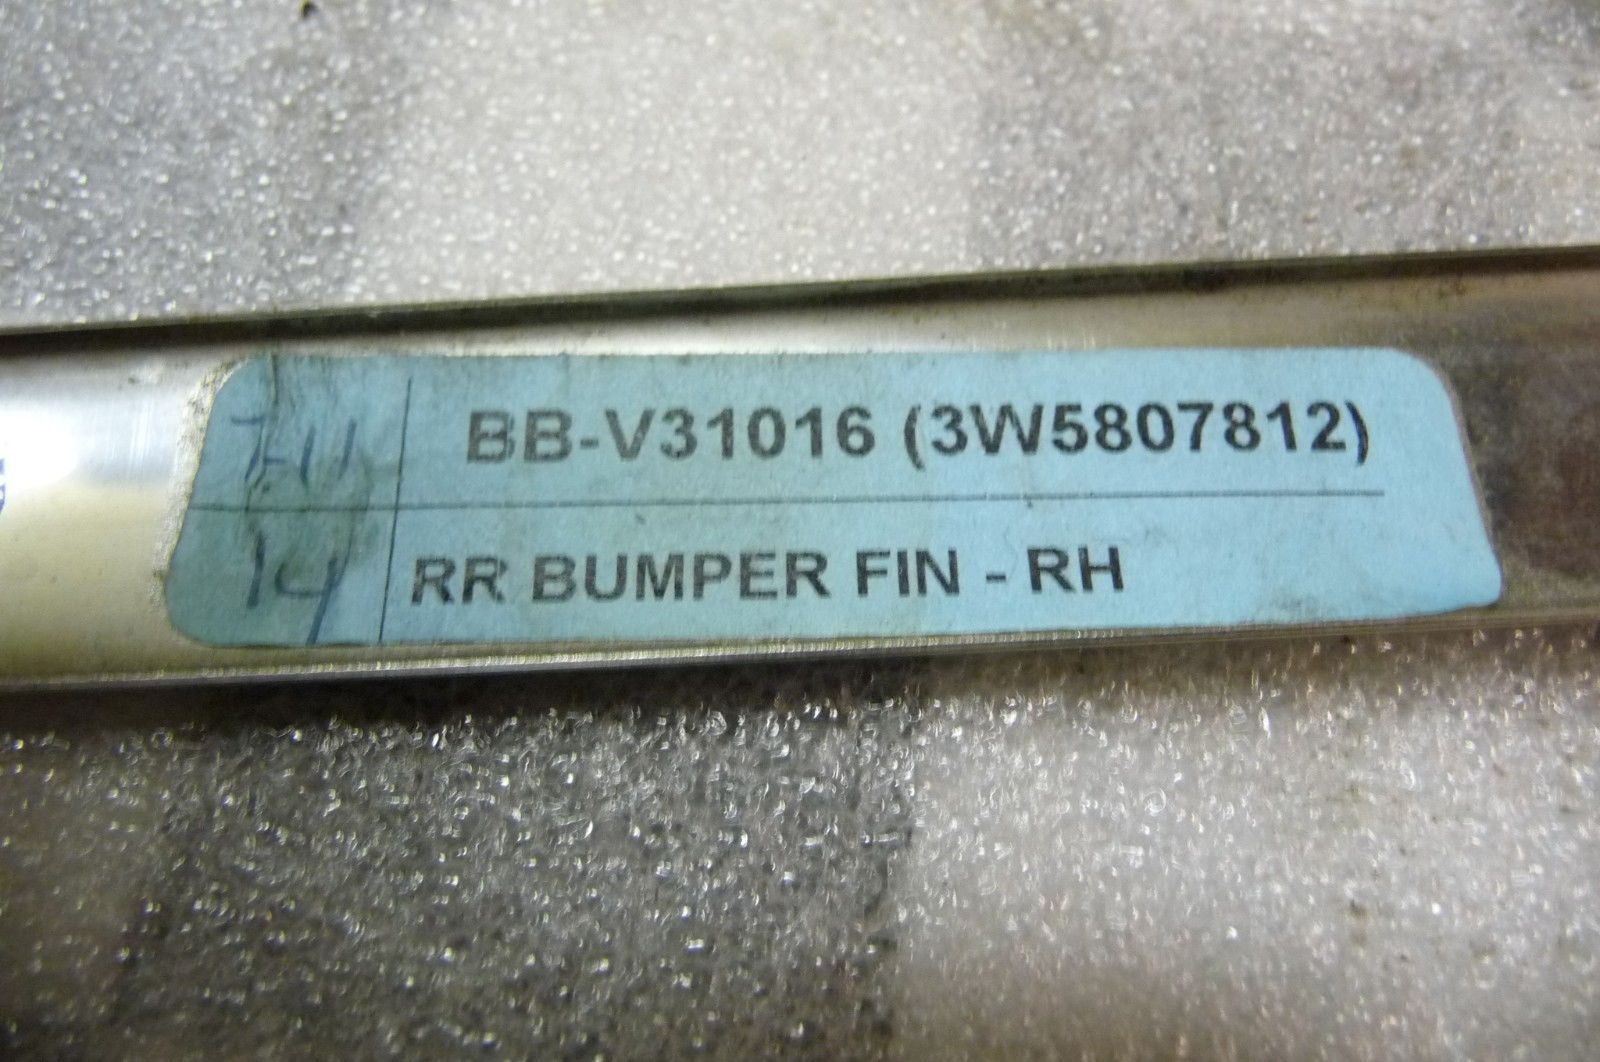 BB-V31016 (3W5807812)
RR BUMPER FIN - RH
14